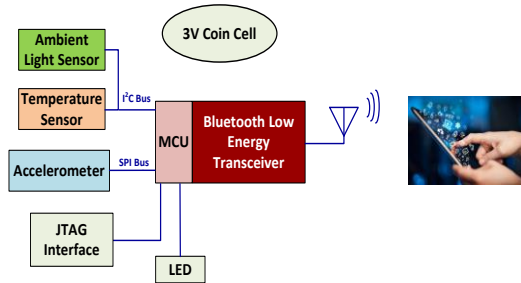 Ambient
Light Sensor
3V Coin Cell
I²C Bus
Temperature
Sensor
MCU
Bluetooth Low
Energy
Transceiver
SPI Bus
Accelerometer
JTAG
Interface
LED